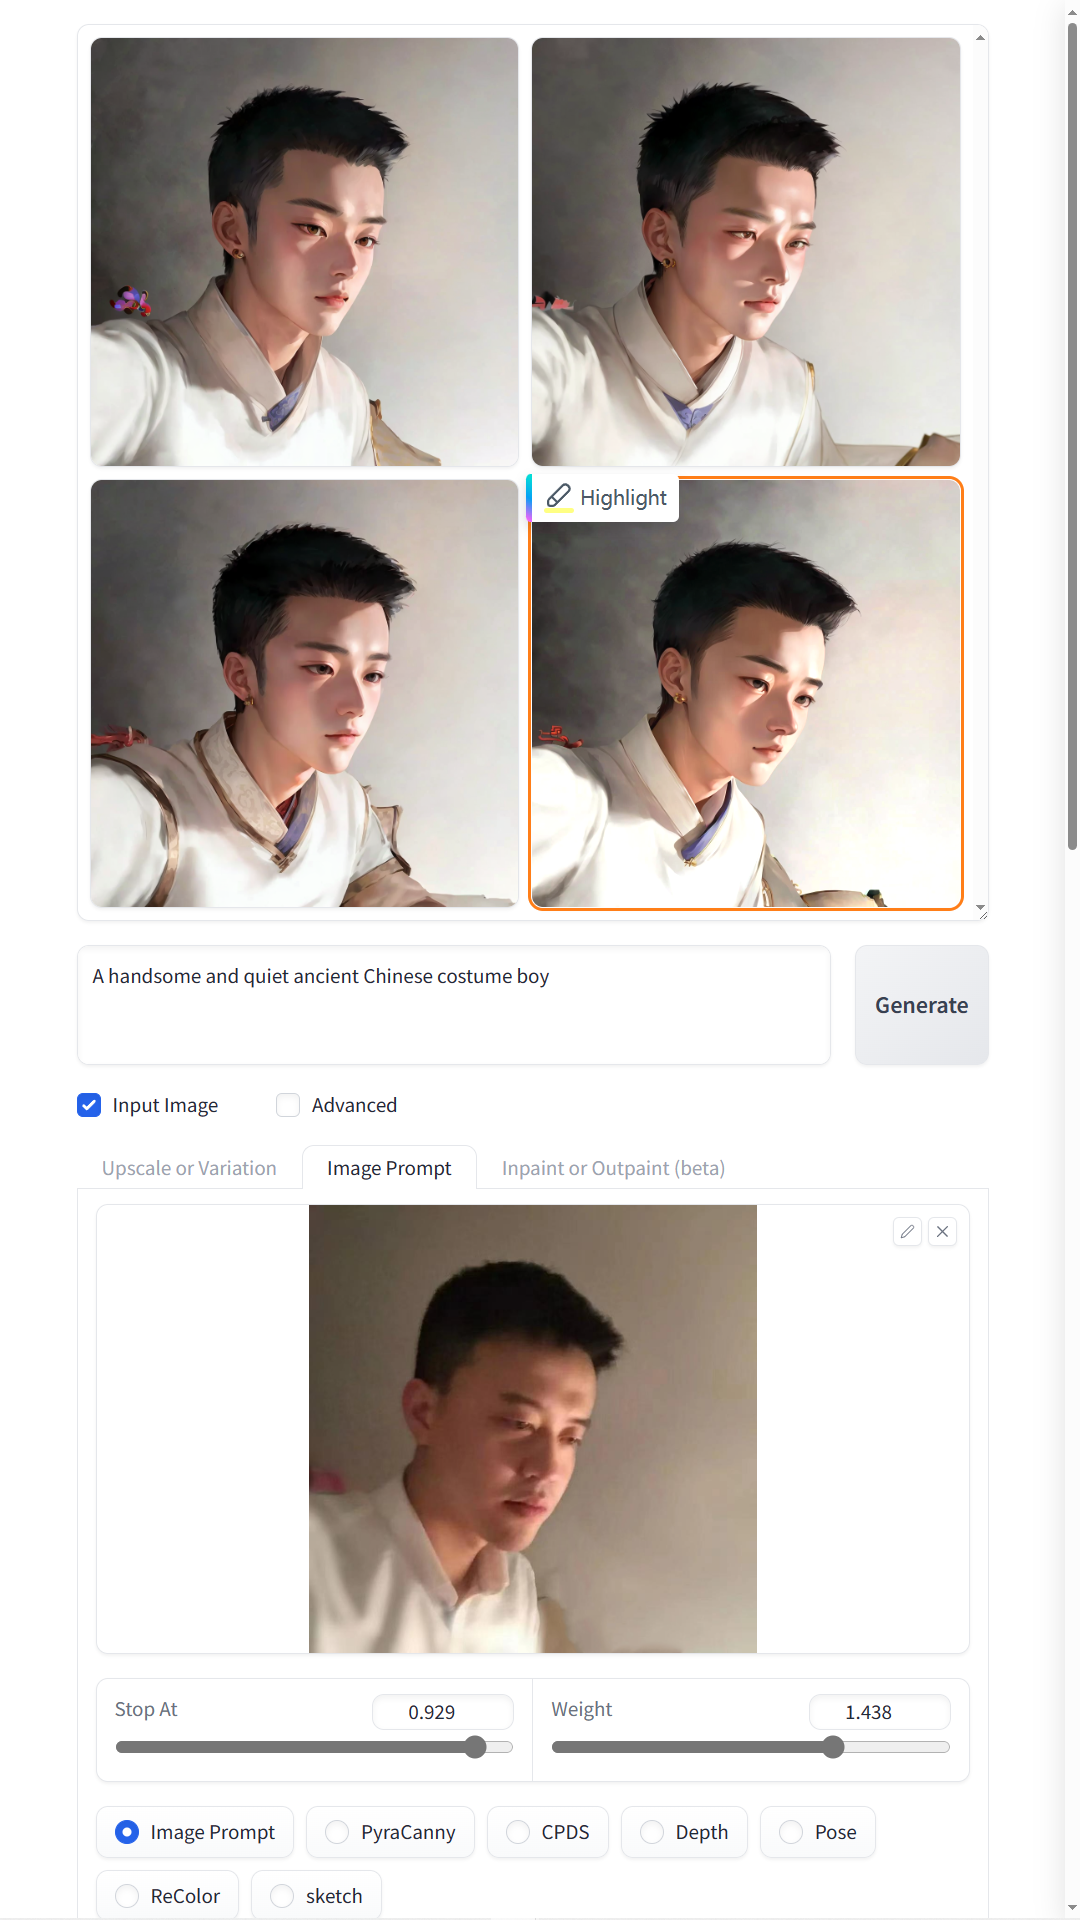 Highlight
A handsome and quiet ancient Chinese costume boy
Generate
Input Image
Advanced
Upscale or Variation
Image Prompt
Inpaint or Outpaint (beta)
Stop At
0.929
Weight
1.438
Image Prompt
PyraCanny
CPDS
Depth
Pose
ReColor
sketch